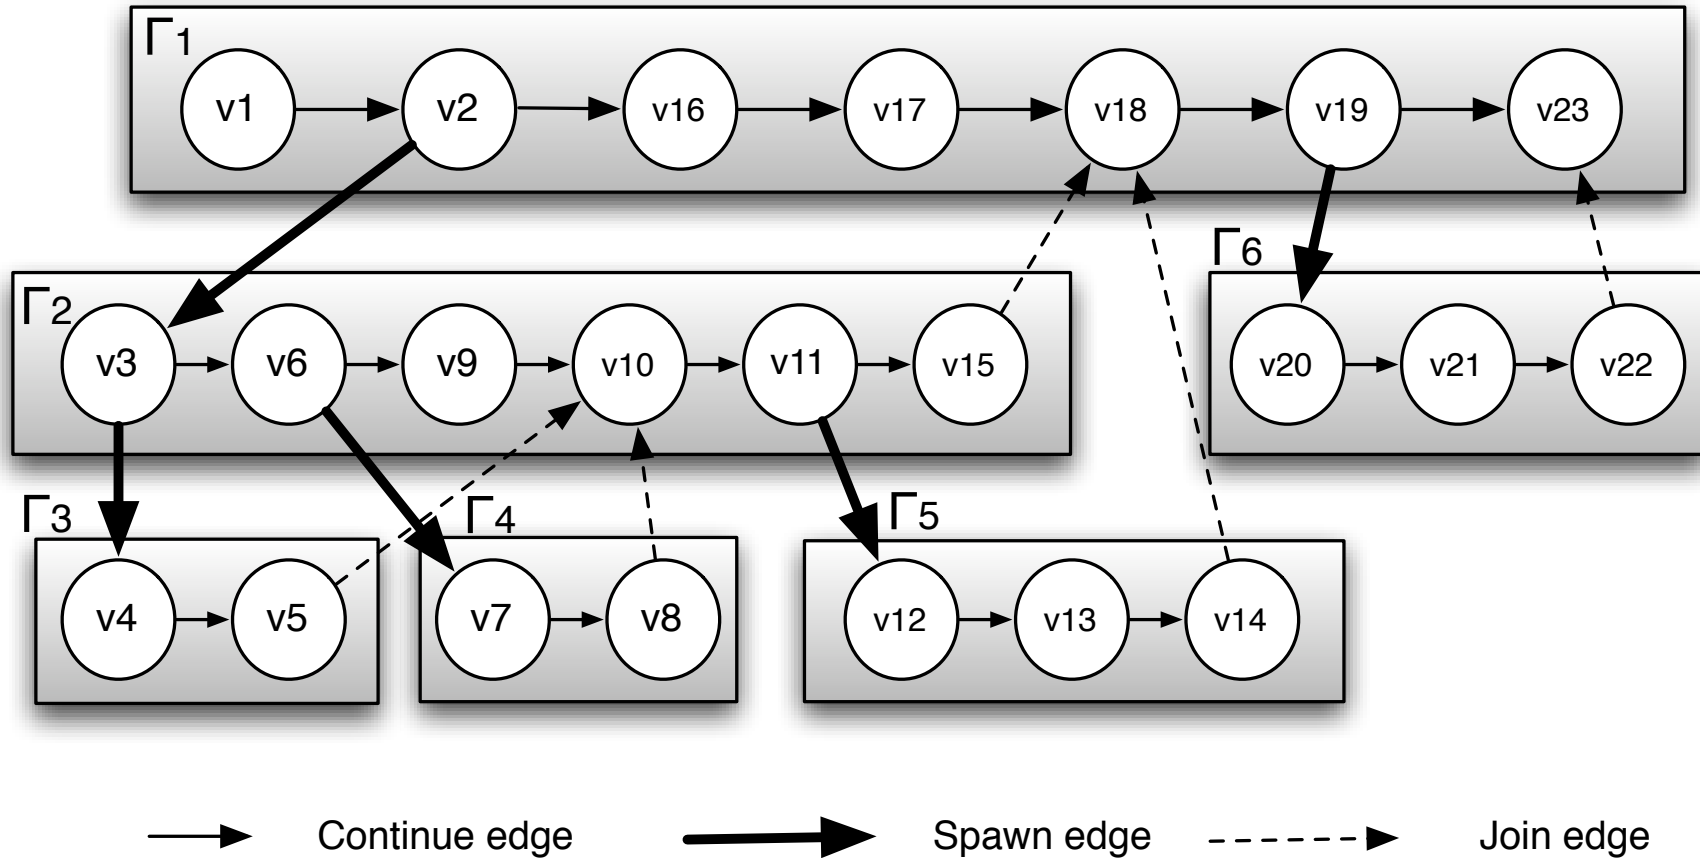 Γ1
v1 v2 v16 v17 v18 v19 v23
Γ6
Γ2
v3 v6 v9 v10 v11 v15 v20 v21 v22
Γ3 Γ4 Γ5
v4 v5 v7 v8 v12 v13 v14
Continue edge Spawn edge Join edge